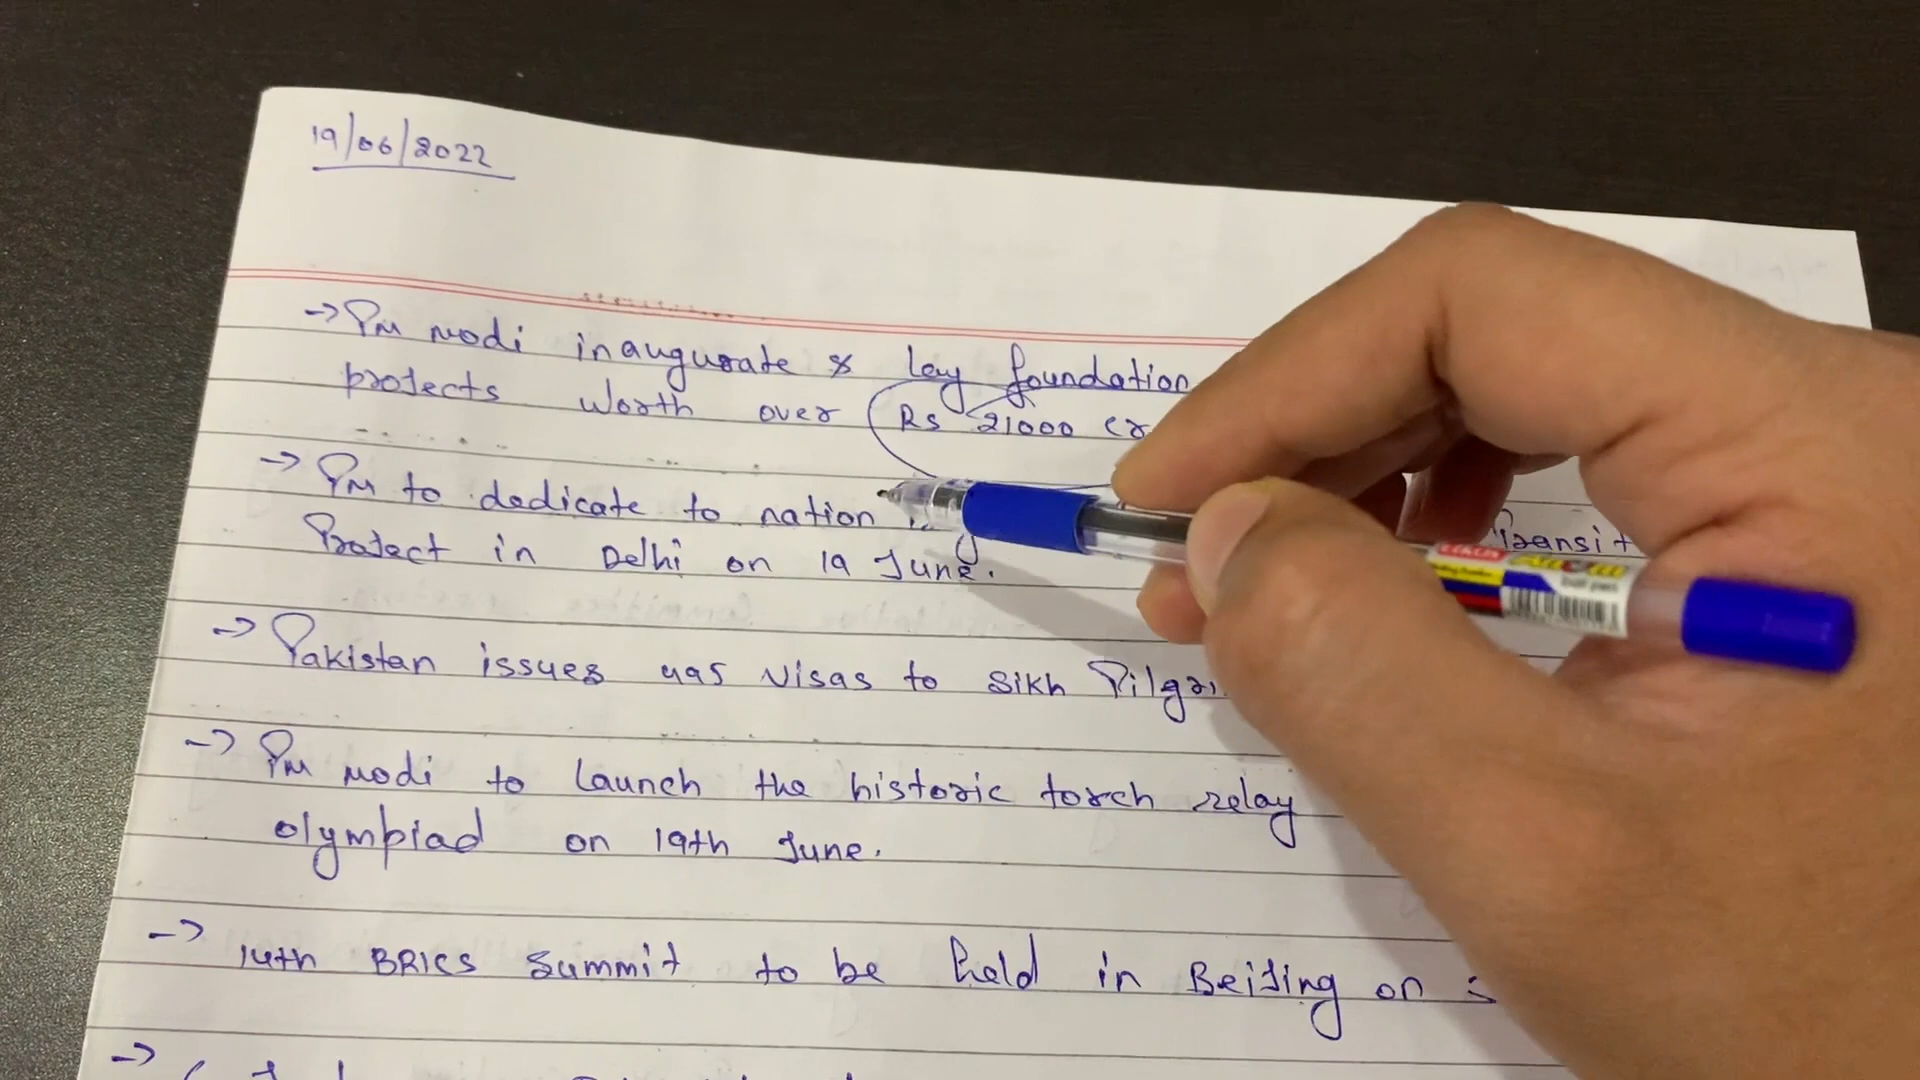 19/06/2022
→ PM Modi inaugurate & lay foundation
projects worth over Rs 21000 cr
→ PM to dedicate to nation Transit
Project in Delhi on 19 June.
→ Pakistan issues 495 Visas to Sikh
→ PM Modi to launch the historic torch relay
olympiad on 19th June.
→ 14th BRICS Summit to be held in Beijing on
→